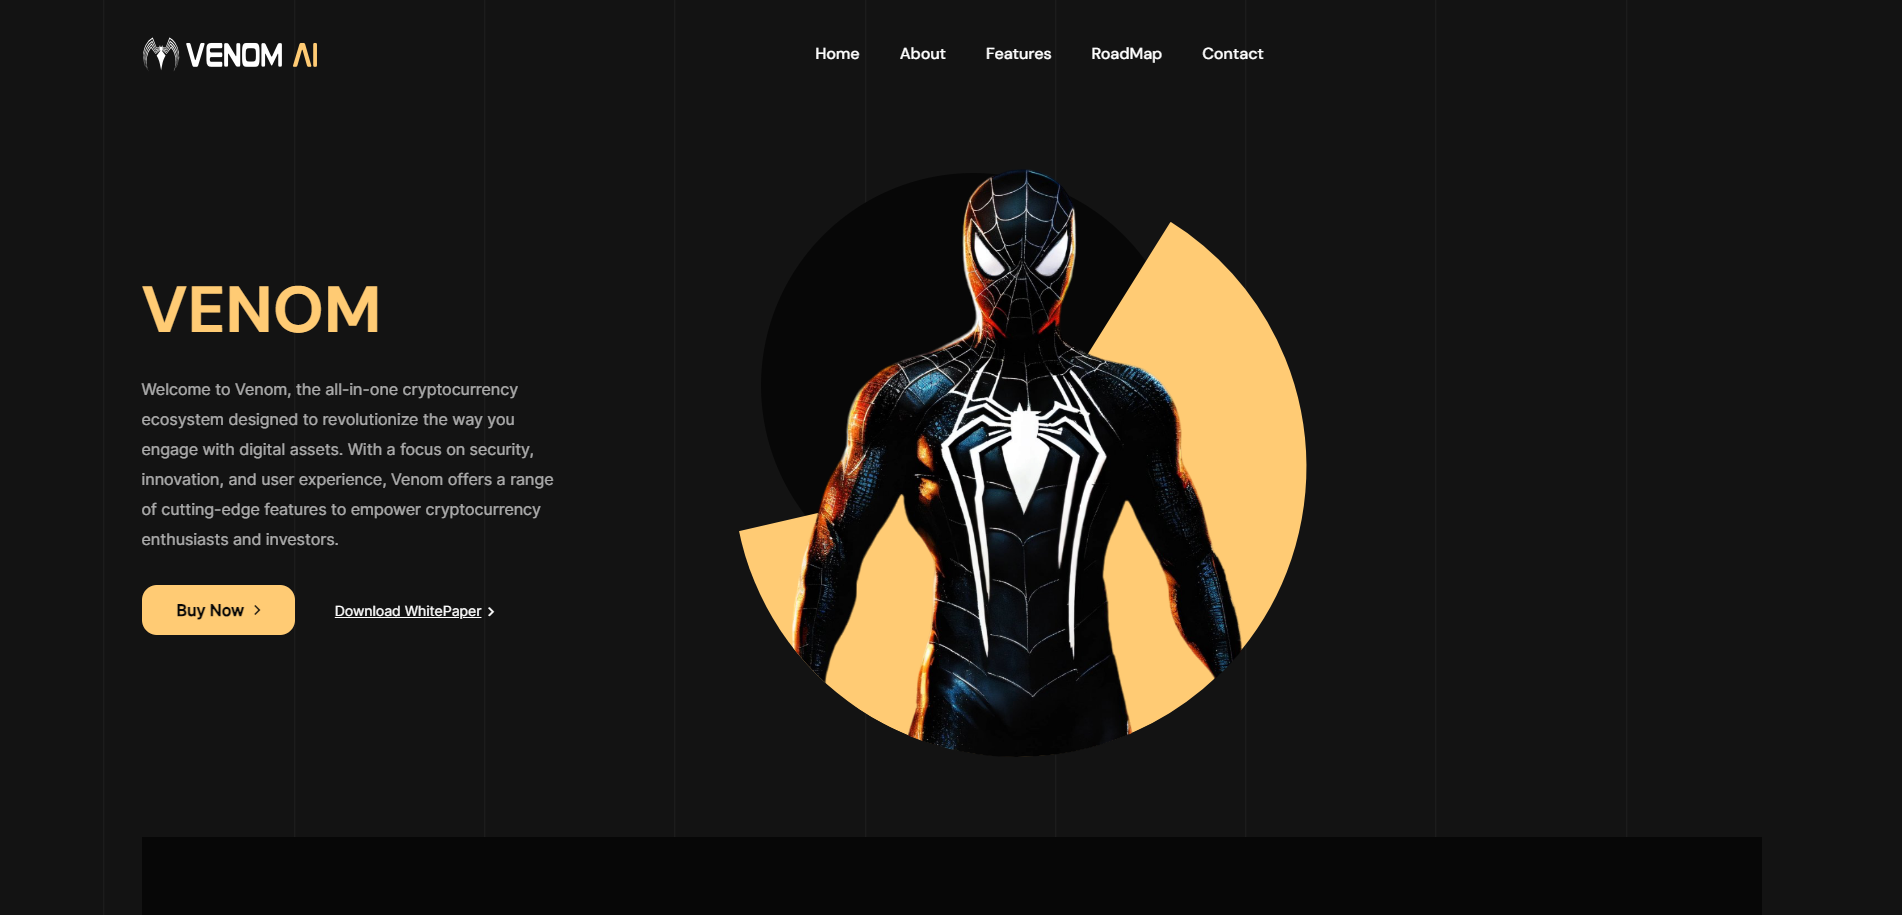 VENOM AI
Home
About
Features
RoadMap
Contact
VENOM
Welcome to Venom, the all-in-one cryptocurrency
ecosystem designed to revolutionize the way you
engage with digital assets. With a focus on security,
innovation, and user experience, Venom offers a range
of cutting-edge features to empower cryptocurrency
enthusiasts and investors.
Buy Now
Download WhitePaper